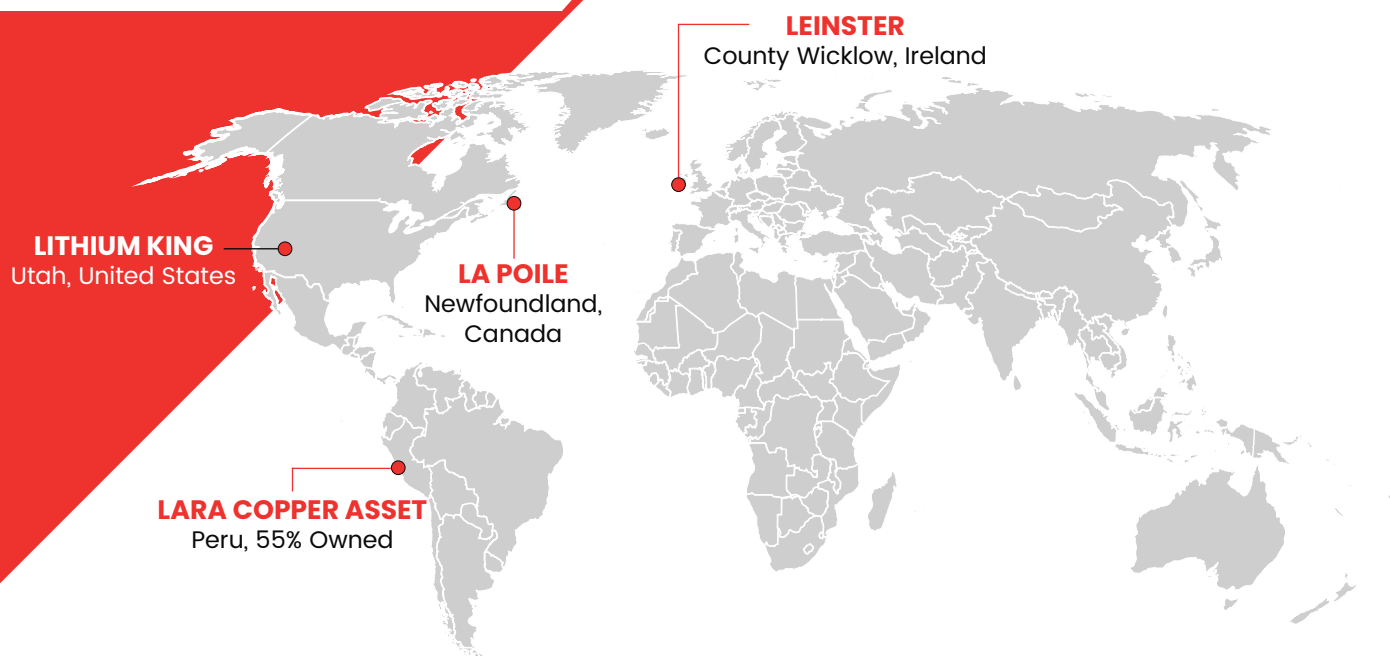 LEINSTER
County Wicklow, Ireland
LITHIUM KING
Utah, United States
LA POILE
Newfoundland,
Canada
LARA COPPER ASSET
Peru, 55% Owned